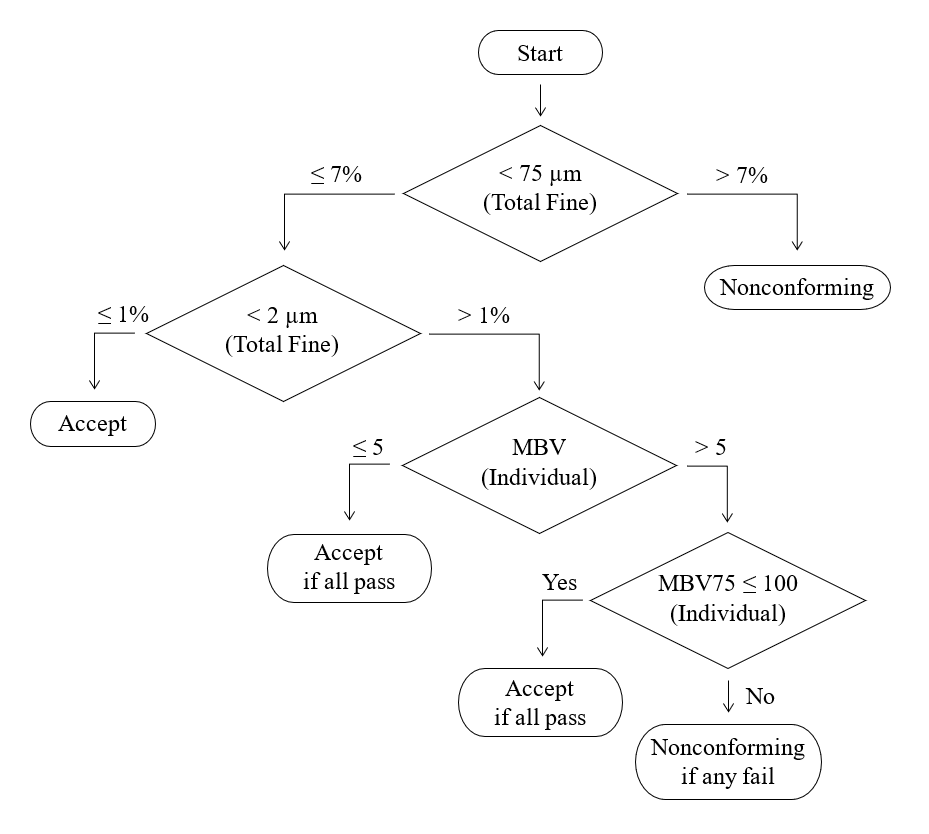 Start
< 75 µm
(Total Fine)
≤ 7%
> 7%
Nonconforming
< 2 µm
(Total Fine)
≤ 1%
> 1%
Accept
MBV
(Individual)
≤ 5
> 5
Accept
if all pass
MBV75 ≤ 100
(Individual)
Yes
Accept
if all pass
No
Nonconforming
if any fail